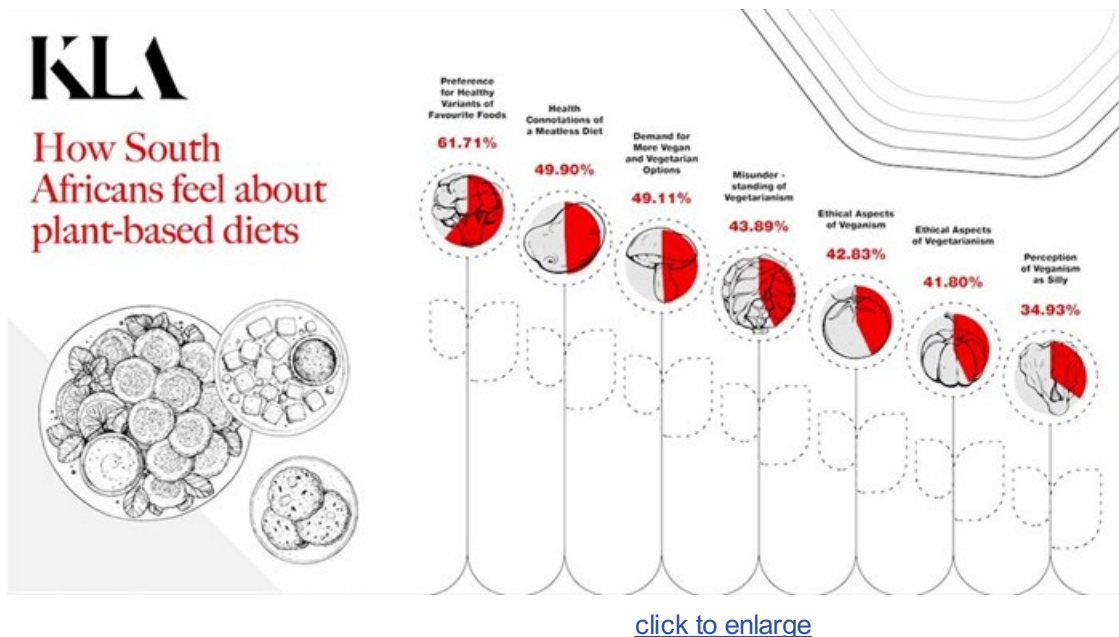 KLA
How South
Africans feel about
plant-based diets
Preference
for Healthy
Variants of
Favourite Foods
61.71%
Health
Connotations of
a Meatless Diet
49.90%
Demand for
More Vegan
and Vegetarian
Options
49.11%
Misunder -
standing of
Vegetarianism
43.89%
Ethical Aspects
of Veganism
42.83%
Ethical Aspects
of Vegetarianism
41.80%
Perception
of Veganism
as Silly
34.93%
click to enlarge